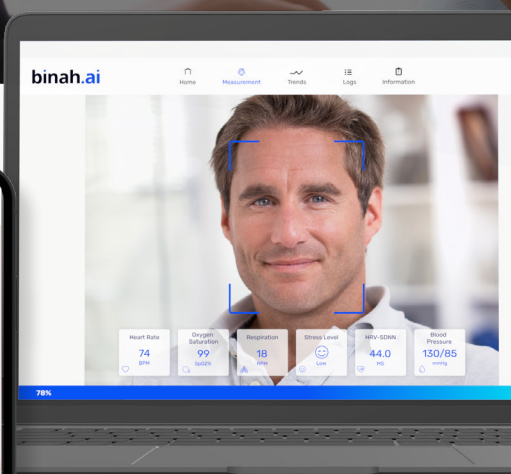 binah.ai
Home Measurement Trends Logs Information
Heart Rate
74
BPM
Oxygen
Saturation
99
SpO2%
Respiration
18
RPM
Stress Level
Low
HRV-SDNN
44.0
MS
Blood
Pressure
130/85
mmHg
78%